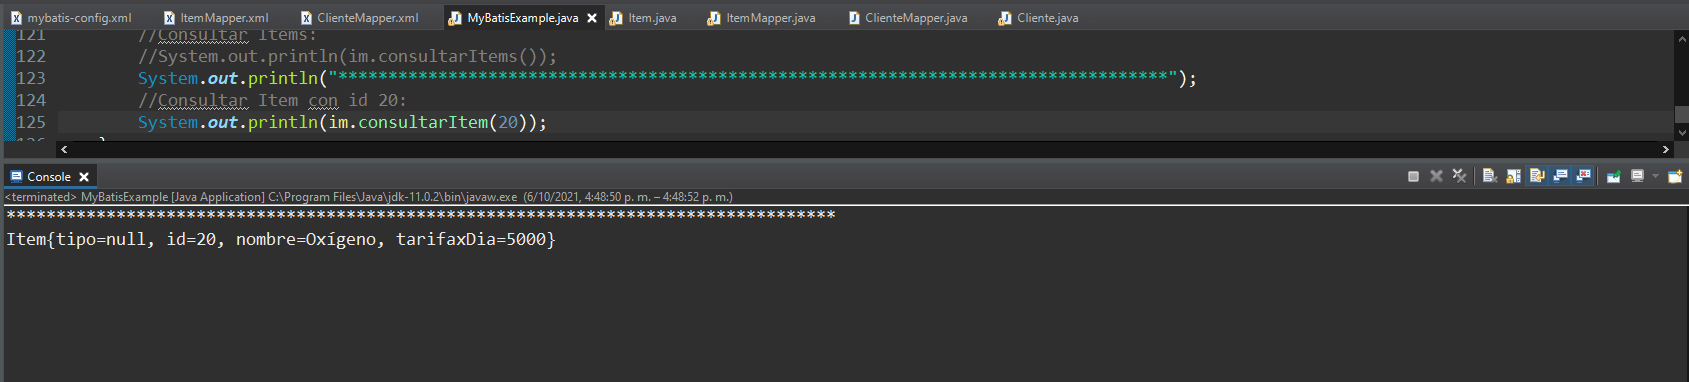 mybatis-config.xml ItemMapper.xml ClienteMapper.xml MyBatisExample.java Item.java ItemMapper.java ClienteMapper.java Cliente.java
121 //Consultar Items:
122 //System.out.println(im.consultarItems());
123 System.out.println("***********************************************************************************");
124 //Consultar Item con id 20:
125 System.out.println(im.consultarItem(20));
126 }
Console
<terminated> MyBatisExample [Java Application] C:\Program Files\Java\jdk-11.0.2\bin\javaw.exe (6/10/2021, 4:48:50 p. m. – 4:48:52 p. m.)
***********************************************************************************
Item{tipo=null, id=20, nombre=Oxígeno, tarifaxDia=5000}